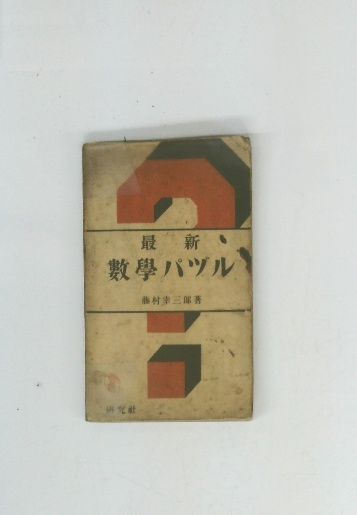 最新
數學パヅル
藤村幸三郎著
研究社